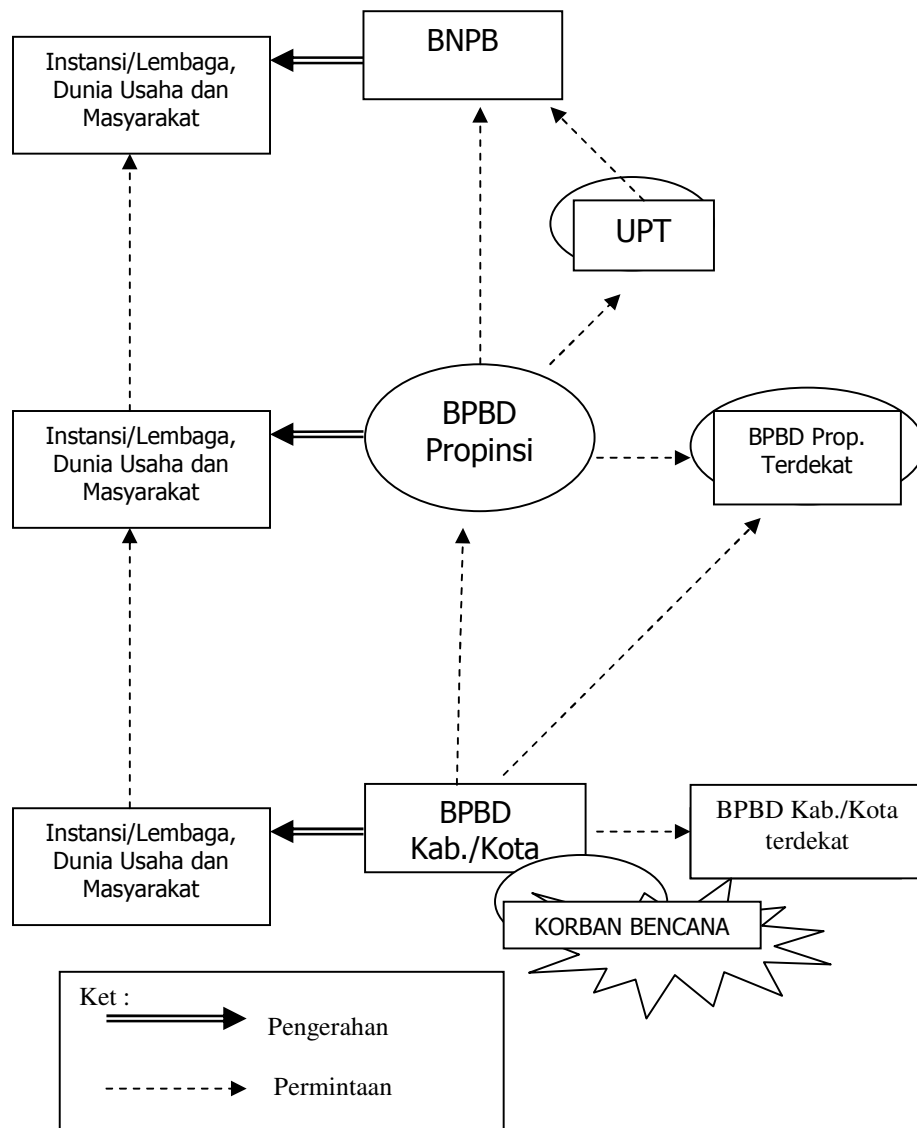 BNPB
Instansi/Lembaga,
Dunia Usaha dan
Masyarakat
UPT
BPBD
Propinsi
Instansi/Lembaga,
Dunia Usaha dan
Masyarakat
BPBD Prop.
Terdekat
BPBD
Kab./Kota
Instansi/Lembaga,
Dunia Usaha dan
Masyarakat
BPBD Kab./Kota
terdekat
KORBAN BENCANA
Ket :
Pengerahan
Permintaan